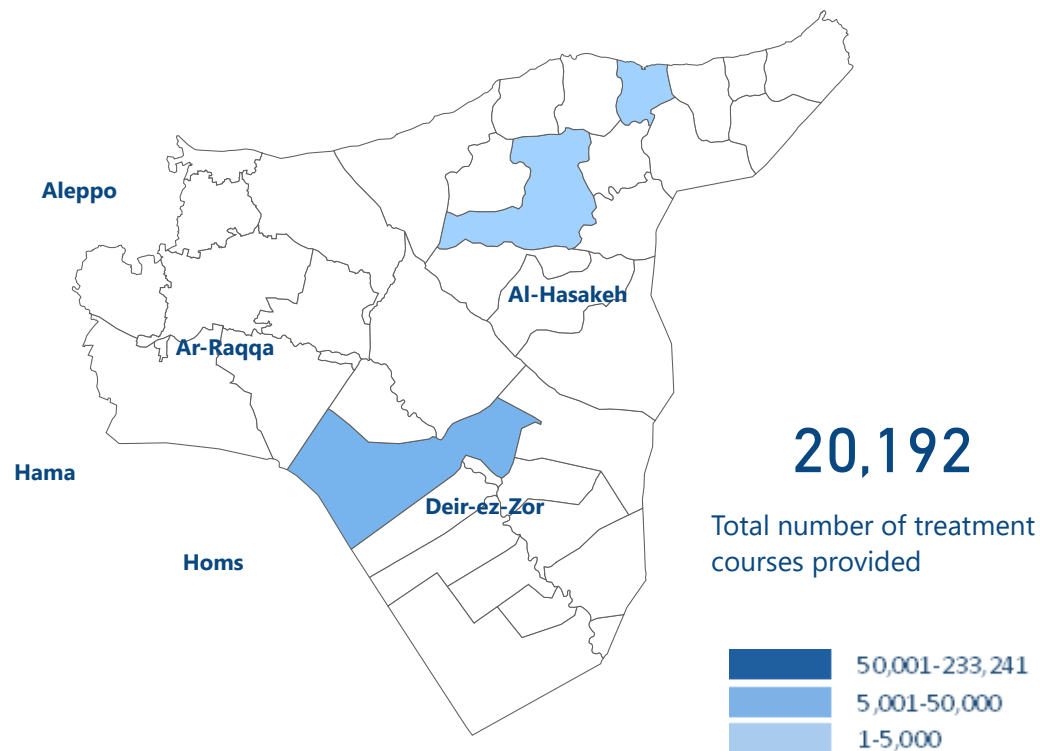 Aleppo
Al-Hasakeh
Ar-Raqqa
20,192
Hama
Deir-ez-Zor
Total number of treatment
courses provided
Homs
50,001-233,241
5,001-50,000
1-5,000